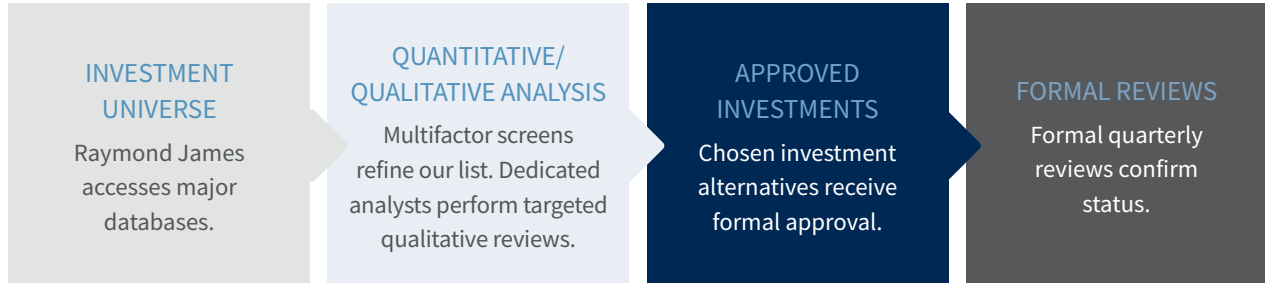 INVESTMENT
UNIVERSE
Raymond James
accesses major
databases.
QUANTITATIVE/
QUALITATIVE ANALYSIS
Multifactor screens
refine our list. Dedicated
analysts perform targeted
qualitative reviews.
APPROVED
INVESTMENTS
Chosen investment
alternatives receive
formal approval.
FORMAL REVIEWS
Formal quarterly
reviews confirm
status.